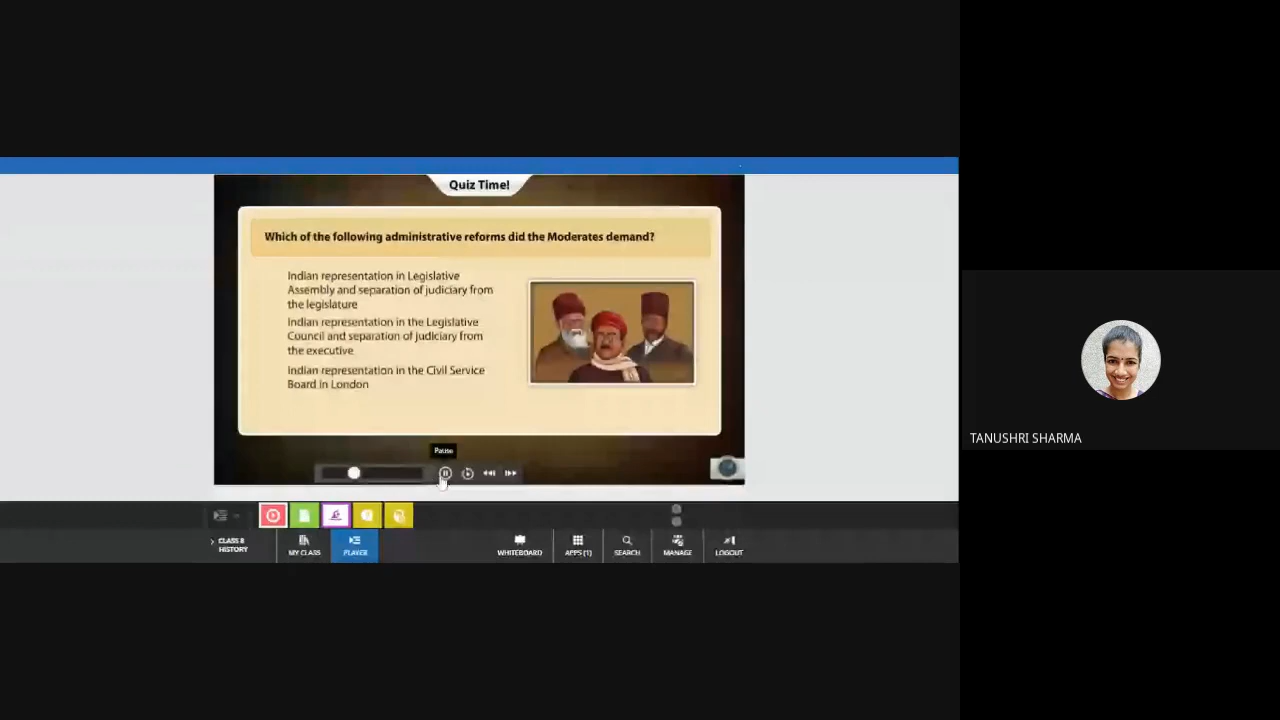 Quiz Time!
Which of the following administrative reforms did the Moderates demand?
Indian representation in Legislative
Assembly and separation of judiciary from
the legislature
Indian representation in the Legislative
Council and separation of judiciary from
the executive
Indian representation in the Civil Service
Board in London
Pause
TANUSHRI SHARMA
CLASS 8
HISTORY
MY CLASS
PLAYER
WHITEBOARD
APPS (1)
SEARCH
MANAGE
LOGOUT